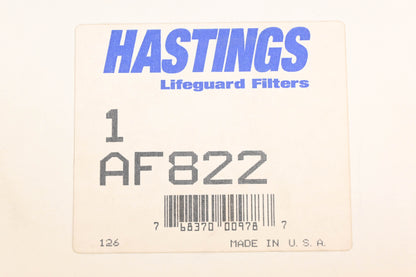 HASTINGS
Lifeguard Filters
1
AF822
7 68370 00978 7
126 MADE IN U.S.A.